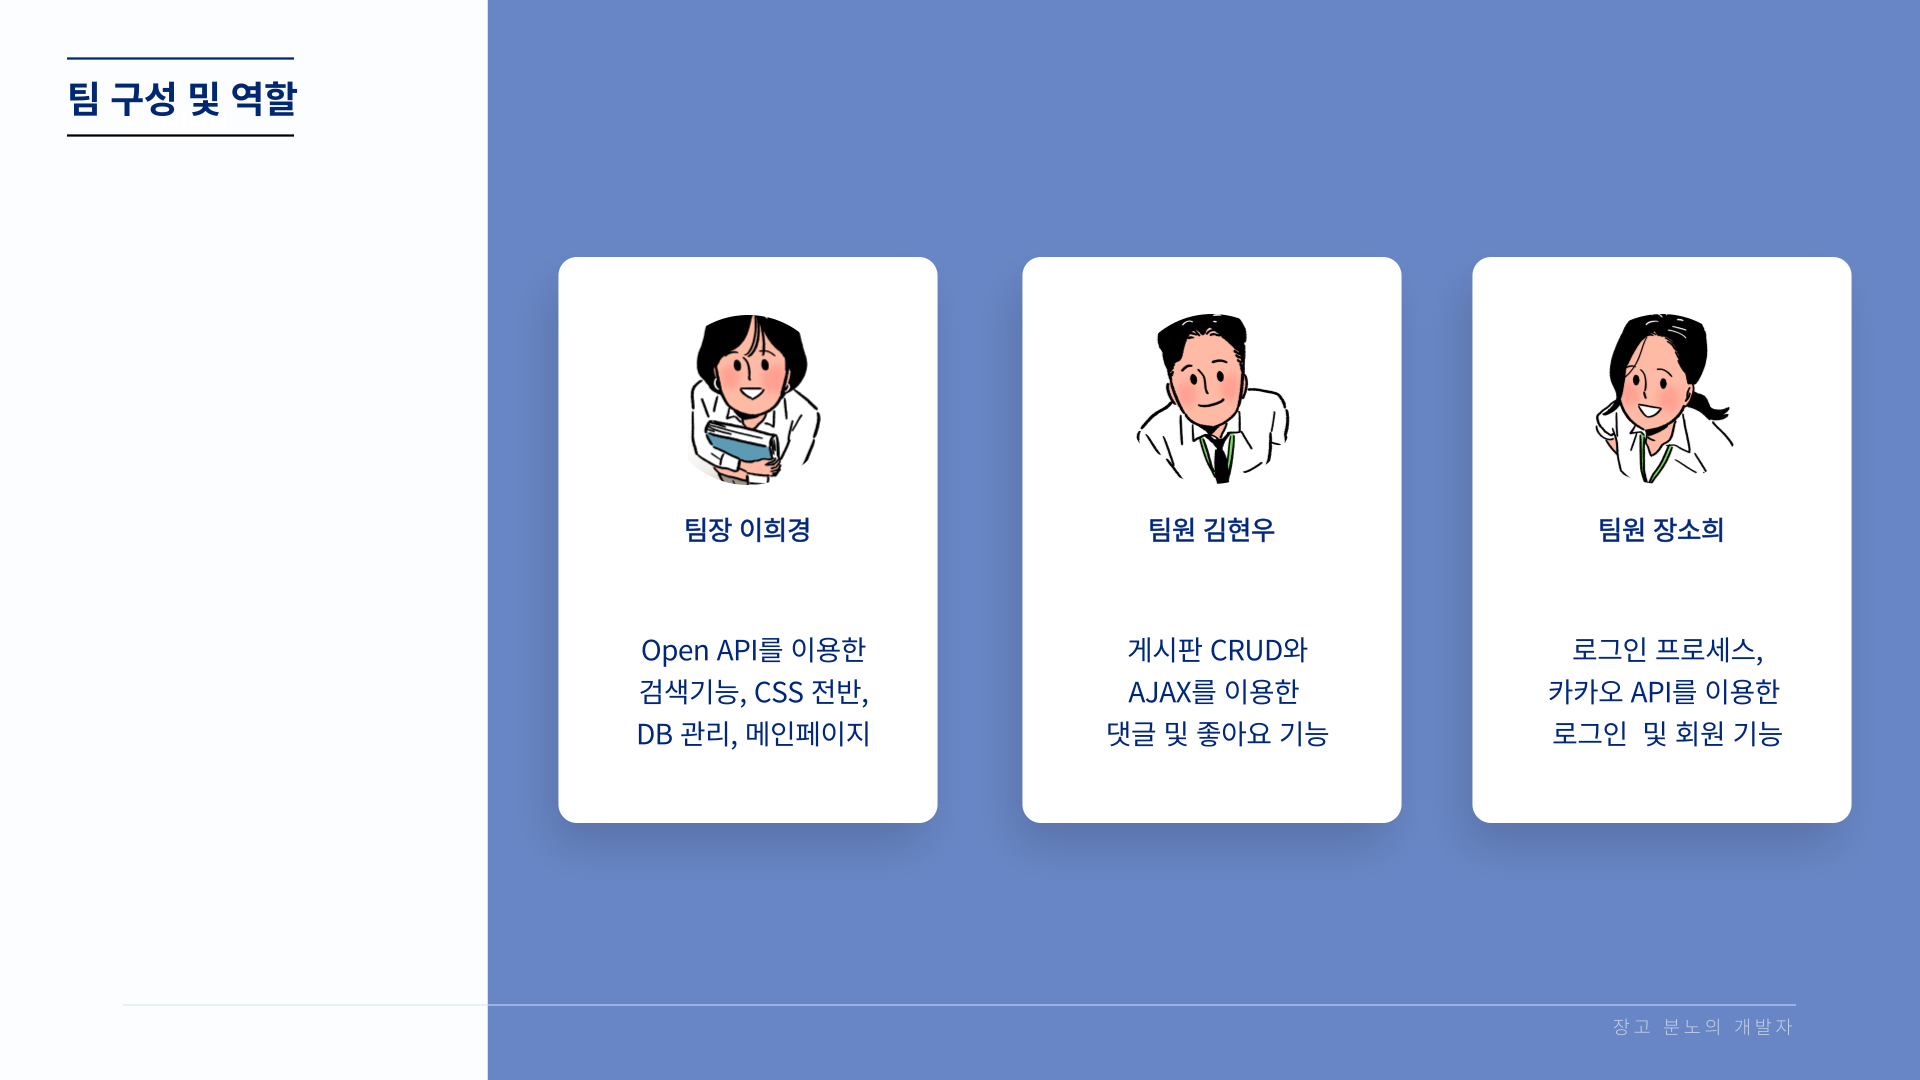 팀 구성 및 역할
팀장 이희경
Open API를 이용한
검색기능, CSS 전반,
DB 관리, 메인페이지
팀원 김현우
게시판 CRUD와
AJAX를 이용한
댓글 및 좋아요 기능
팀원 장소희
로그인 프로세스,
카카오 API를 이용한
로그인 및 회원 기능
장고 분노의 개발자